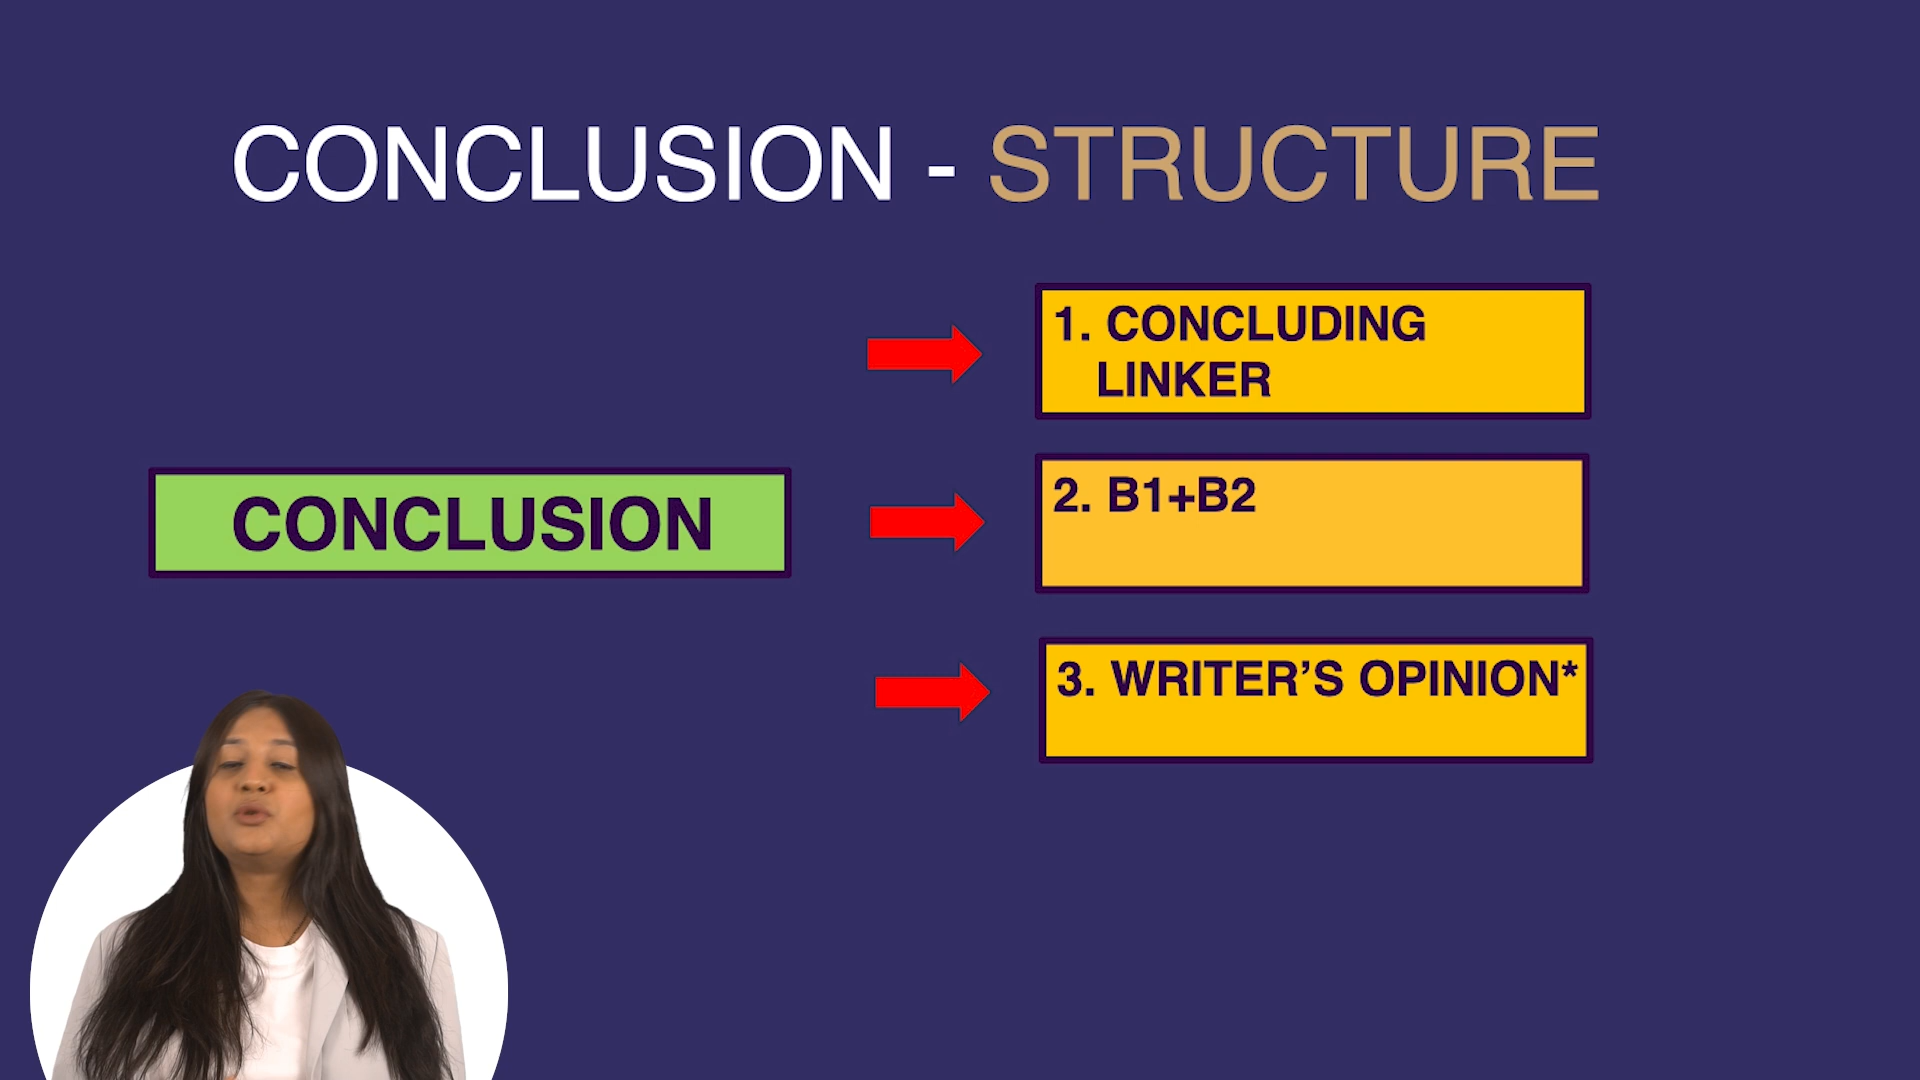 CONCLUSION - STRUCTURE
1. CONCLUDING
LINKER
CONCLUSION
2. B1+B2
3. WRITER’S OPINION*